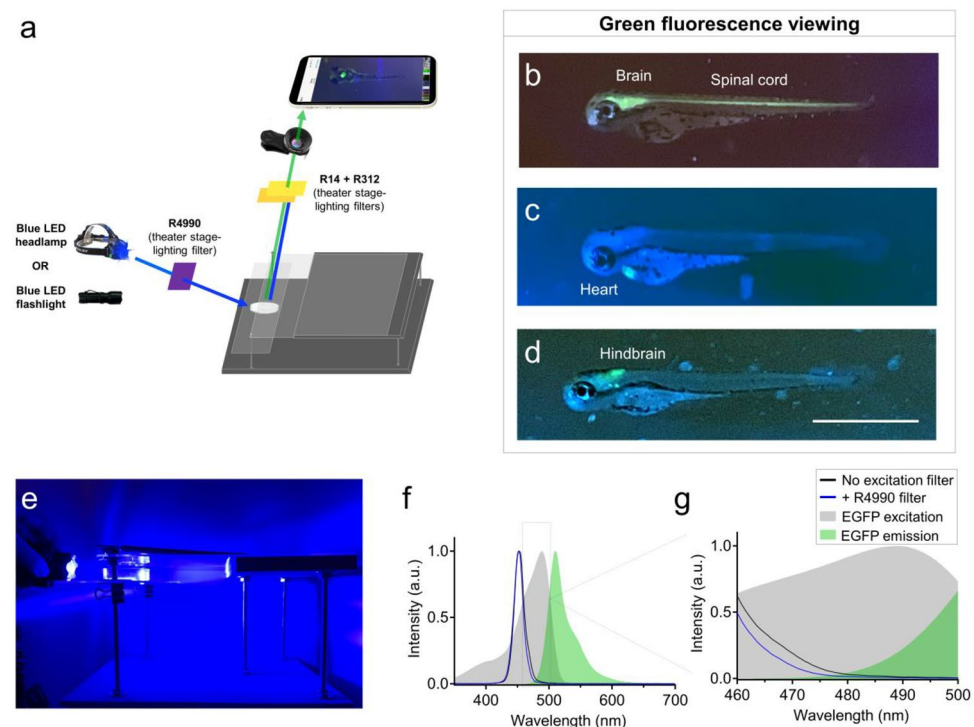 a
R14 + R312
(theater stage-
lighting filters)
R4990
(theater stage-
lighting filter)
Blue LED
headlamp
OR
Blue LED
flashlight
Green fluorescence viewing
b
Brain
Spinal cord
c
Heart
d
Hindbrain
e
f
Intensity (a.u.)
1.0
0.5
0.0
400
500
600
700
Wavelength (nm)
g
No excitation filter
+ R4990 filter
EGFP excitation
EGFP emission
Intensity (a.u.)
1.0
0.5
0.0
460
470
480
490
500
Wavelength (nm)